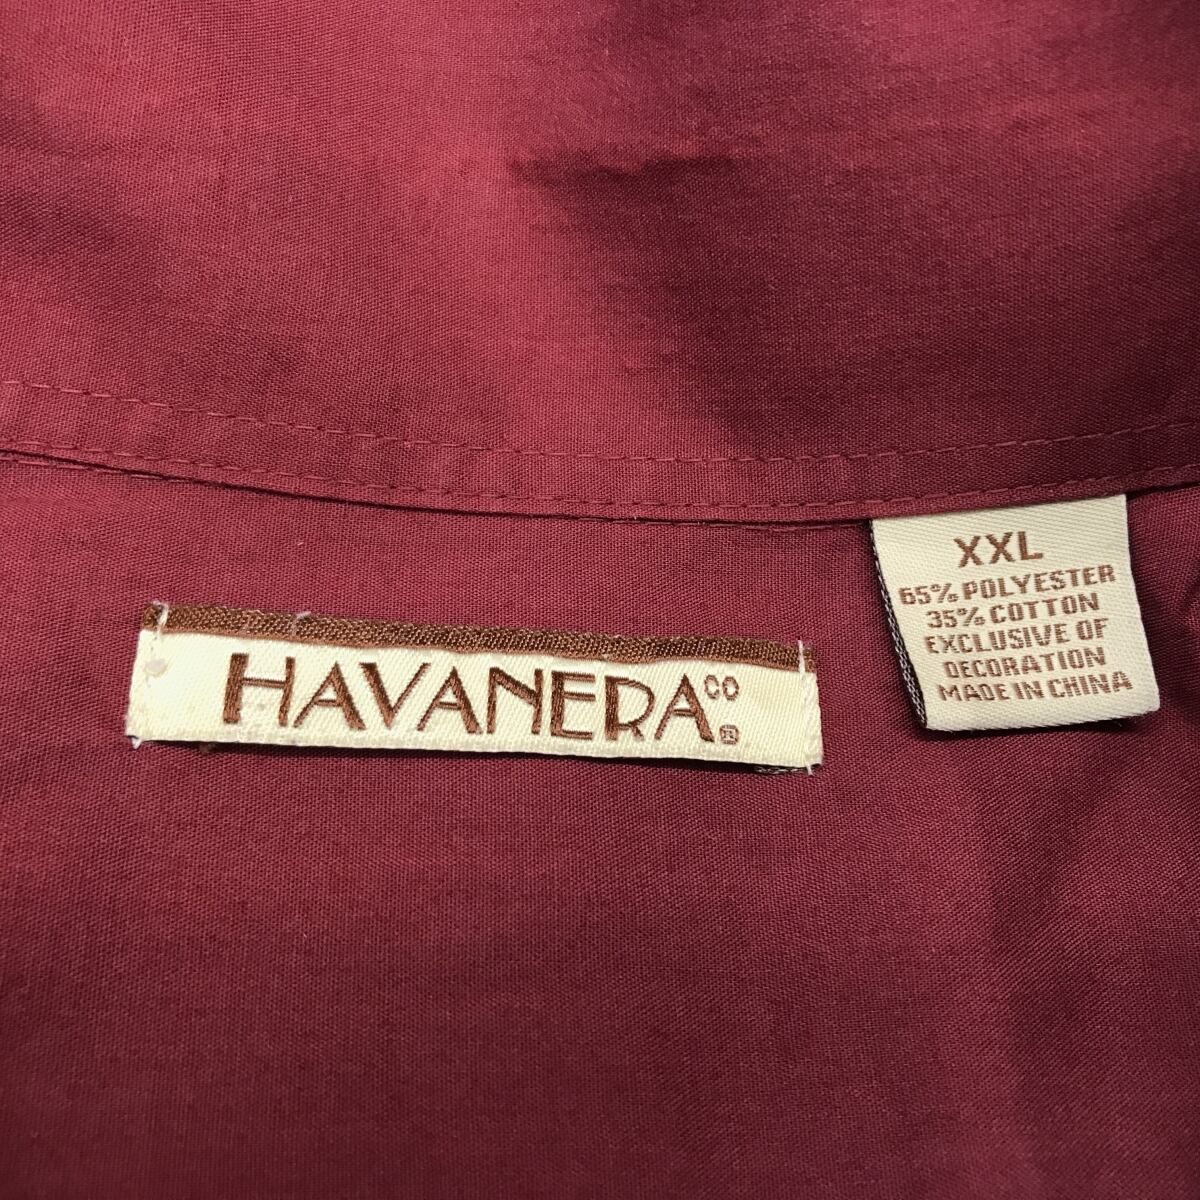 HAVANERA CO ®
XXL
65% POLYESTER
35% COTTON
EXCLUSIVE OF
DECORATION
MADE IN CHINA